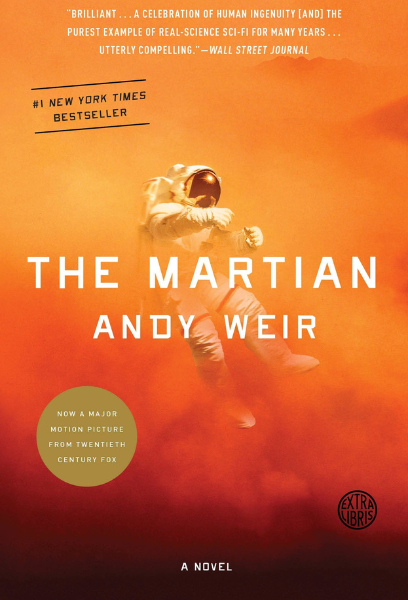 "BRILLIANT . . . A CELEBRATION OF HUMAN INGENUITY [AND] THE
PUREST EXAMPLE OF REAL-SCIENCE SCI-FI FOR MANY YEARS . . .
UTTERLY COMPELLING."—WALL STREET JOURNAL
#1 NEW YORK TIMES
BESTSELLER
THE MARTIAN
ANDY WEIR
NOW A MAJOR
MOTION PICTURE
FROM TWENTIETH
CENTURY FOX
EXTRA
LIBRIS
A NOVEL